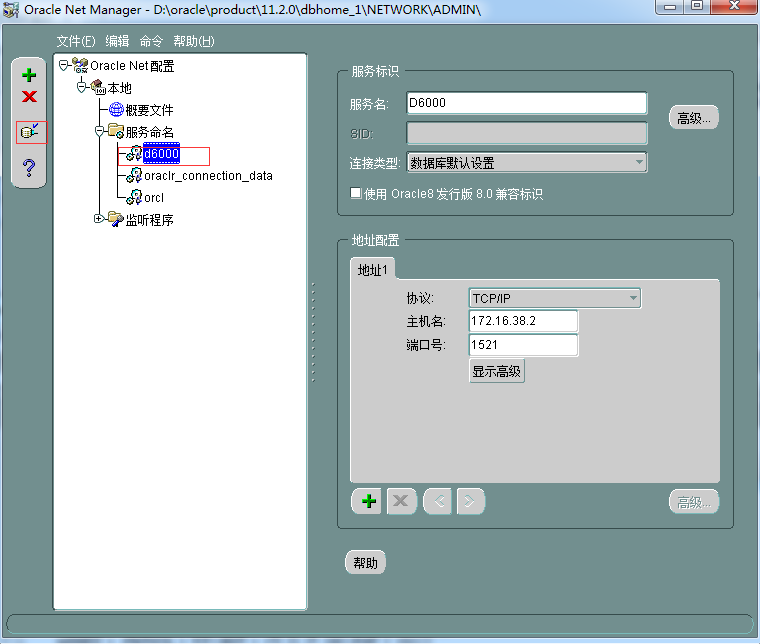 Oracle Net Manager - D:\oracle\product\11.2.0\dbhome_1\NETWORK\ADMIN\
文件(F) 编辑 命令 帮助(H)
Oracle Net 配置
本地
概要文件
服务命名
d6000
oraclr_connection_data
orcl
监听程序
服务标识
服务名: D6000
高级...
SID:
连接类型: 数据库默认设置
使用 Oracle8 发行版 8.0 兼容标识
地址配置
地址1
协议: TCP/IP
主机名: 172.16.38.2
端口号: 1521
显示高级
高级...
帮助